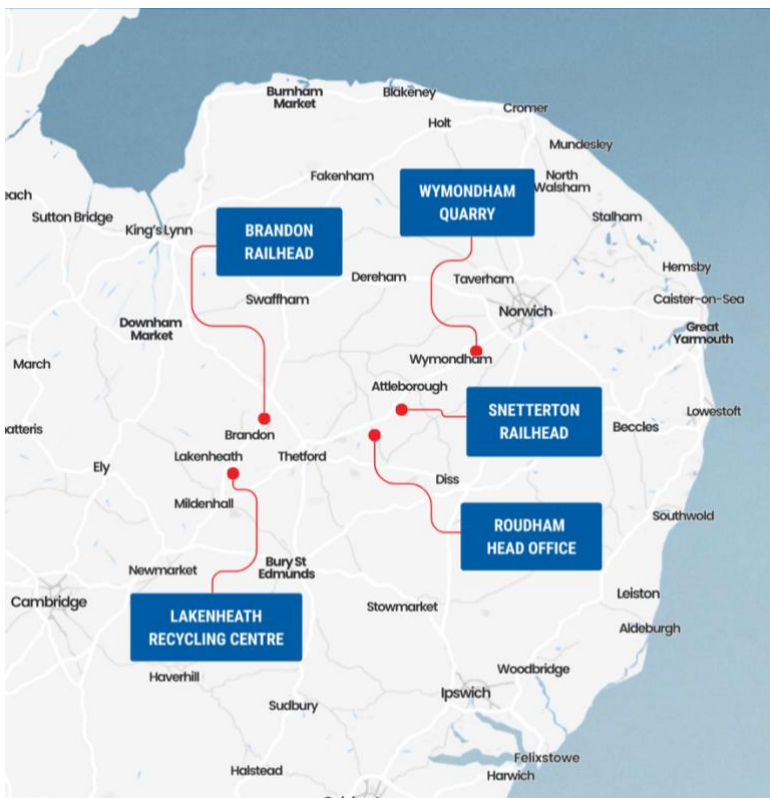 Burnham
Market
Blakeney
Cromer
Holt
Mundesley
Fakenham
WYMONDHAM
QUARRY
North
Walsham
each
Sutton Bridge
King's Lynn
BRANDON
RAILHEAD
Stalham
Hemsby
Dereham
Taverham
Swaffham
Caister-on-Sea
Norwich
Downham
Market
Great
Yarmouth
March
Wymondham
Attleborough
SNETTERTON
RAILHEAD
Lowestoft
Beccles
hatteris
Brandon
Lakenheath
Thetford
Ely
Diss
Mildenhall
Southwold
ROUDHAM
HEAD OFFICE
Newmarket
Bury St
Edmunds
Leiston
Cambridge
Stowmarket
LAKENHEATH
RECYCLING CENTRE
Aldeburgh
Woodbridge
Haverhill
Ipswich
Sudbury
Felixstowe
Halstead
Harwich